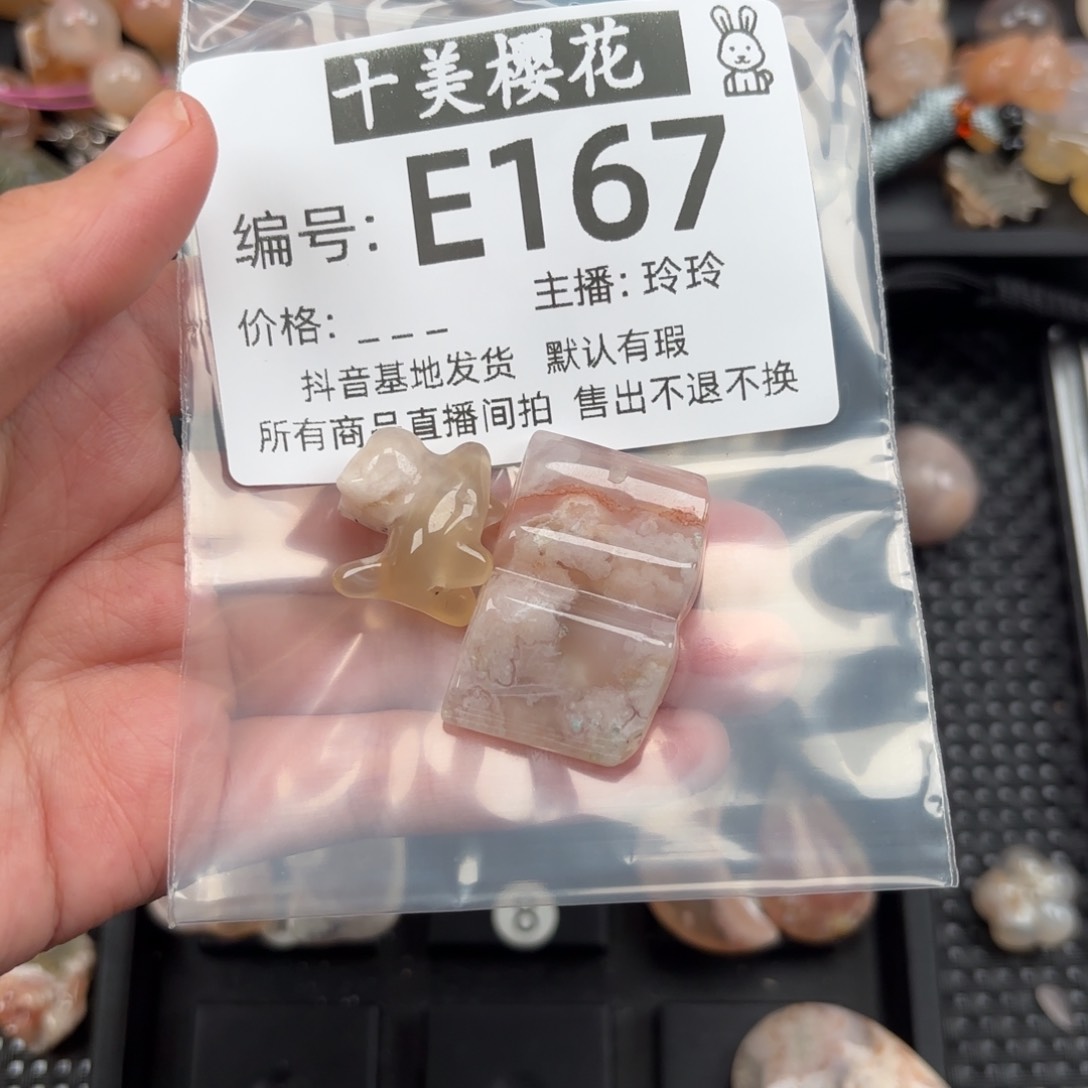 十美樱花
编号: E167
价格: _ _ _ 主播: 玲玲
抖音基地发货 默认有瑕
所有商品直播间拍 售出不退不换